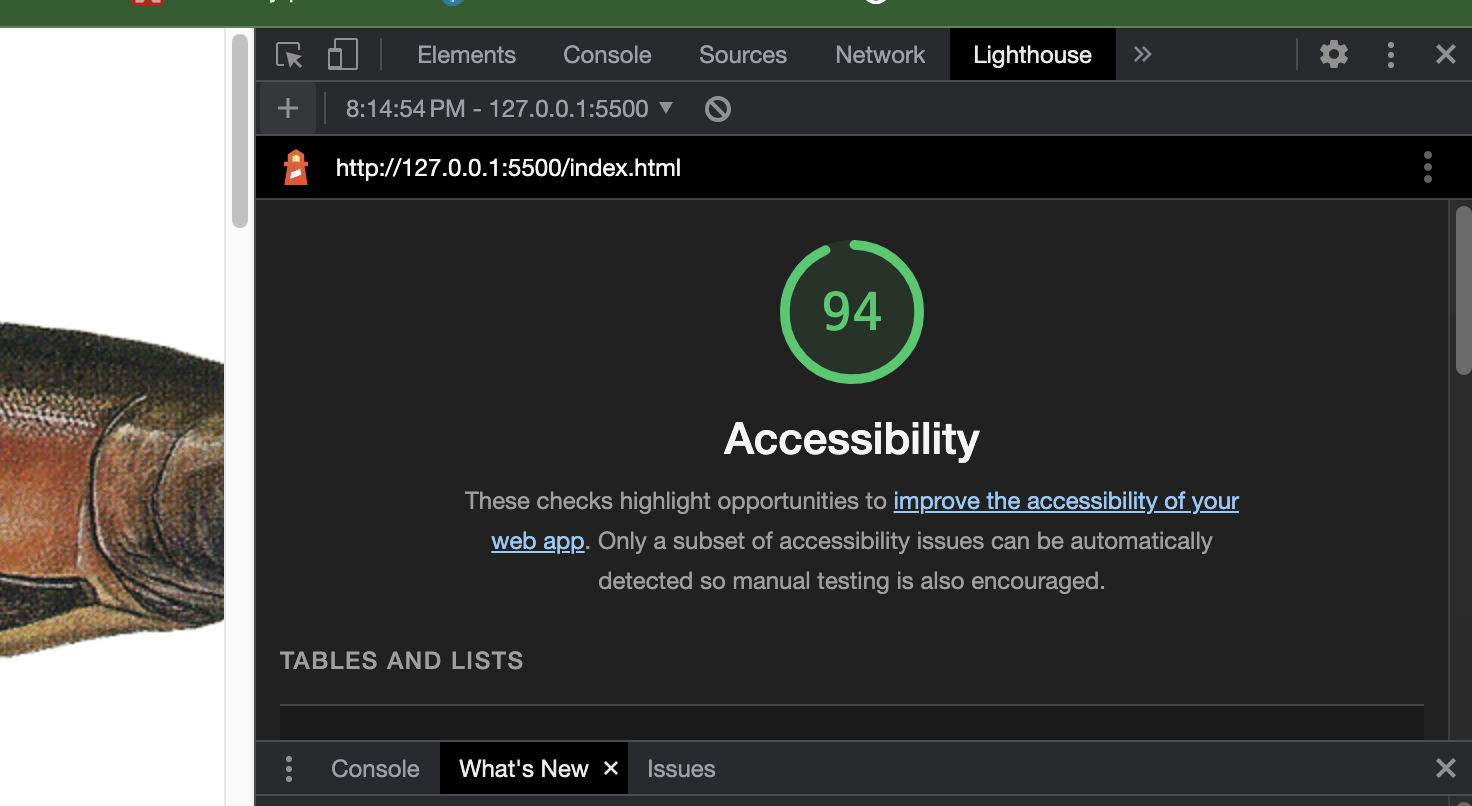 Elements Console Sources Network Lighthouse
8:14:54 PM - 127.0.0.1:5500
http://127.0.0.1:5500/index.html
94
Accessibility
These checks highlight opportunities to improve the accessibility of your
web app. Only a subset of accessibility issues can be automatically
detected so manual testing is also encouraged.
TABLES AND LISTS
Console What's New Issues